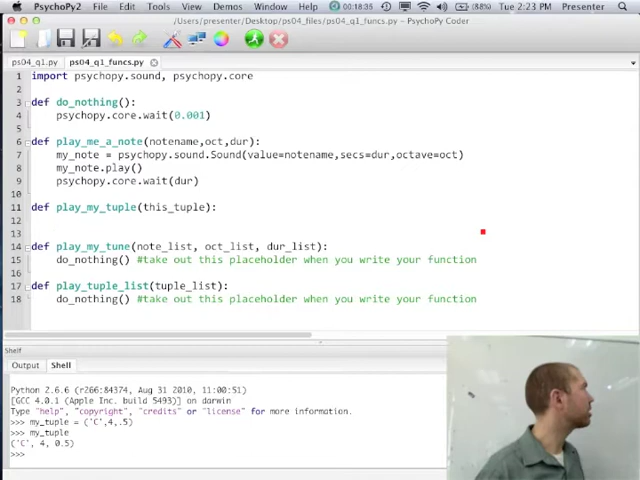 PsychoPy2 File Edit Tools View Demos Window Help 00:18:35 (88%) Tue 2:23 PM Presenter
/Users/presenter/Desktop/ps04_files/ps04_q1_funcs.py - PsychoPy Coder
ps04_q1.py ps04_q1_funcs.py
1 import psychopy.sound, psychopy.core
2
3 def do_nothing():
4 psychopy.core.wait(0.001)
5
6 def play_me_a_note(notename,oct,dur):
7 my_note = psychopy.sound.Sound(value=notename,secs=dur,octave=oct)
8 my_note.play()
9 psychopy.core.wait(dur)
10
11 def play_my_tuple(this_tuple):
12
13
14 def play_my_tune(note_list, oct_list, dur_list):
15 do_nothing() #take out this placeholder when you write your function
16
17 def play_tuple_list(tuple_list):
18 do_nothing() #take out this placeholder when you write your function
Shelf
Output Shell
Python 2.6.6 (r266:84374, Aug 31 2010, 11:00:51)
[GCC 4.0.1 (Apple Inc. build 5493)] on darwin
Type "help", "copyright", "credits" or "license" for more information.
>>> my_tuple = ('C',4,.5)
>>> my_tuple
('C', 4, 0.5)
>>>